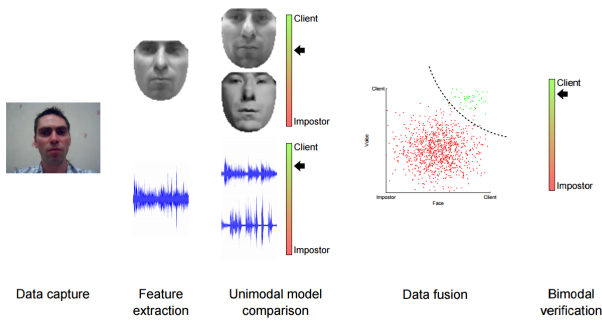 Client
Impostor
Client
Impostor
Client
Voice
Impostor
Client
Face
Client
Impostor
Data capture
Feature
extraction
Unimodal model
comparison
Data fusion
Bimodal
verification